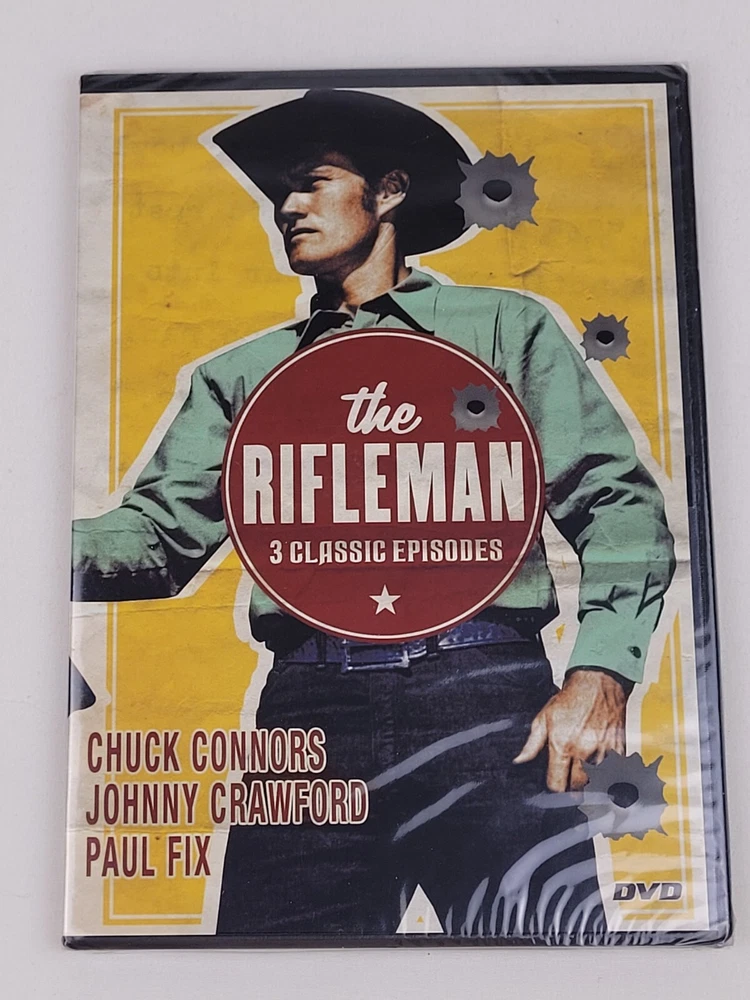 the
RIFLEMAN
3 CLASSIC EPISODES
CHUCK CONNORS
JOHNNY CRAWFORD
PAUL FIX
DVD